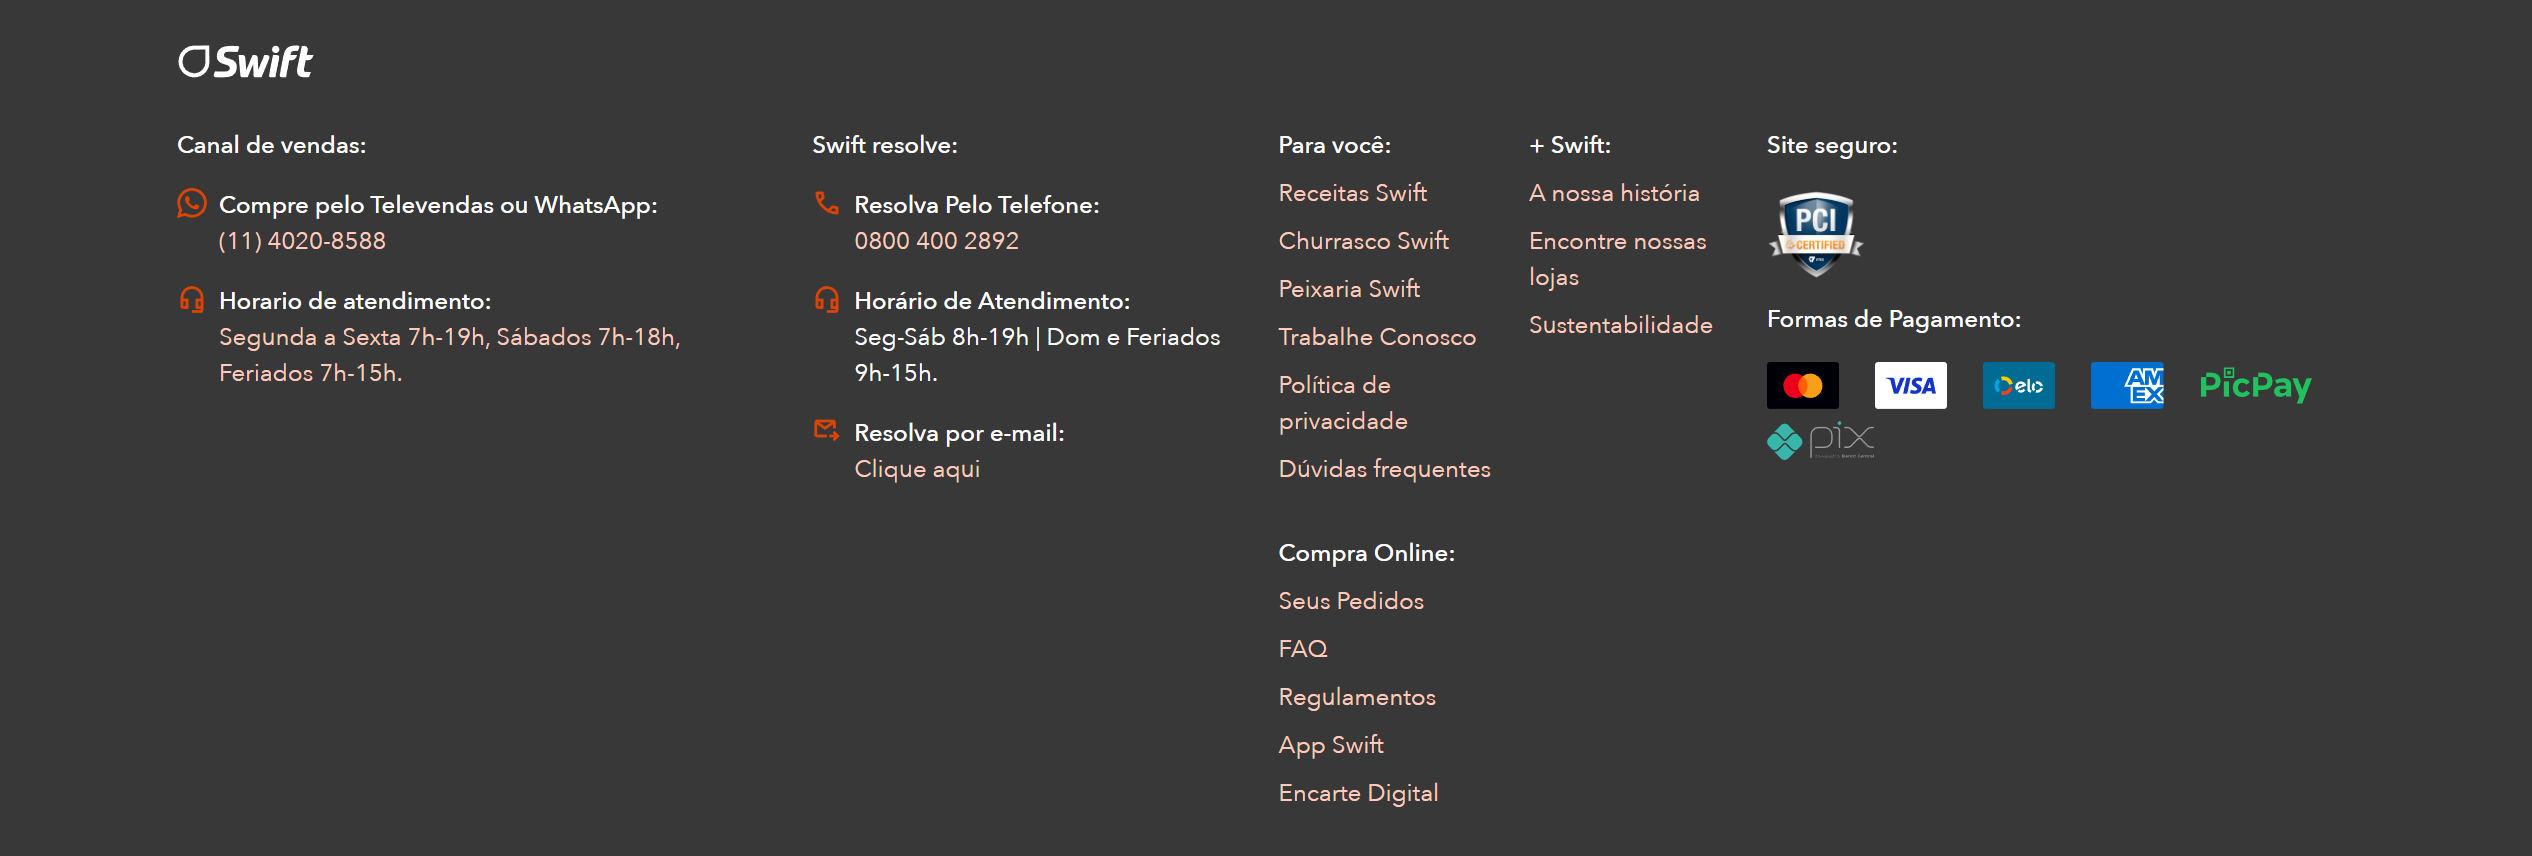 Swift
Canal de vendas:
Compre pelo Televendas ou WhatsApp:
(11) 4020-8588
Horario de atendimento:
Segunda a Sexta 7h-19h, Sábados 7h-18h,
Feriados 7h-15h.
Swift resolve:
Resolva Pelo Telefone:
0800 400 2892
Horário de Atendimento:
Seg-Sáb 8h-19h | Dom e Feriados
9h-15h.
Resolva por e-mail:
Clique aqui
Para você:
Receitas Swift
Churrasco Swift
Peixaria Swift
Trabalhe Conosco
Política de
privacidade
Dúvidas frequentes
Compra Online:
Seus Pedidos
FAQ
Regulamentos
App Swift
Encarte Digital
+ Swift:
A nossa história
Encontre nossas
lojas
Sustentabilidade
Site seguro:
PCI
CERTIFIED
Formas de Pagamento:
VISA
elo
AM
EX
PicPay
pix
Banco Central